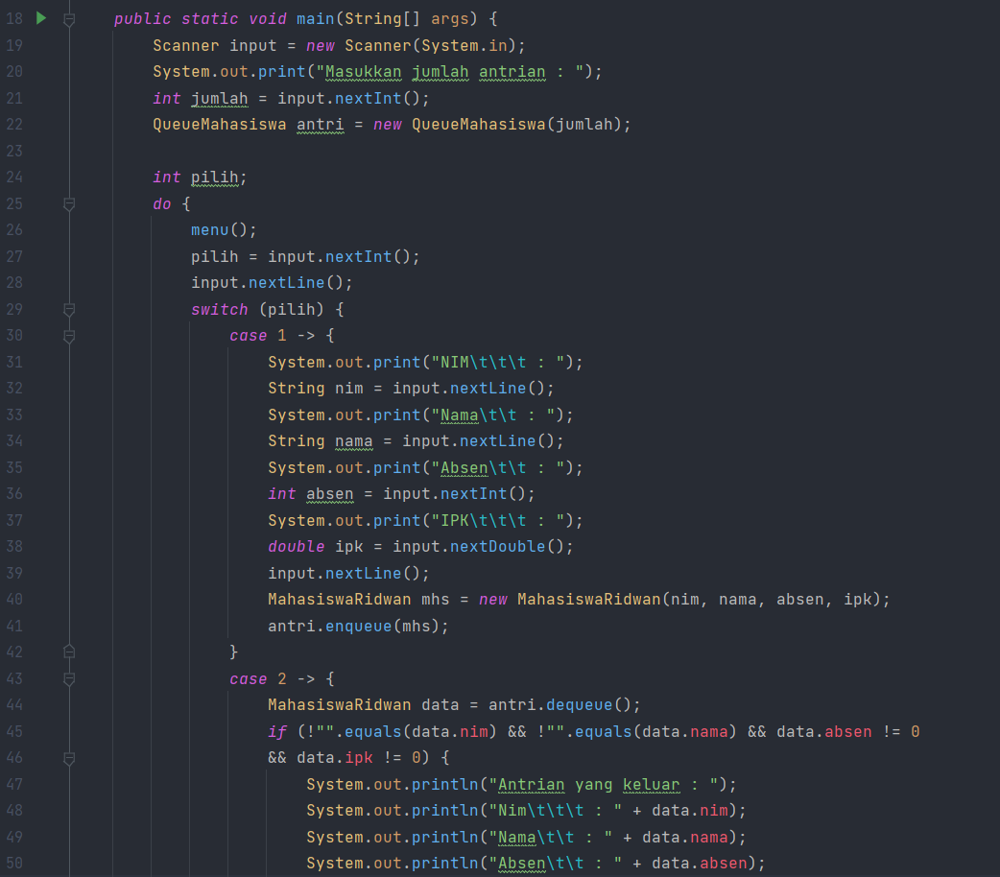 18 public static void main(String[] args) {
19 Scanner input = new Scanner(System.in);
20 System.out.print("Masukkan jumlah antrian : ");
21 int jumlah = input.nextInt();
22 QueueMahasiswa antri = new QueueMahasiswa(jumlah);
23
24 int pilih;
25 do {
26 menu();
27 pilih = input.nextInt();
28 input.nextLine();
29 switch (pilih) {
30 case 1 -> {
31 System.out.print("NIM\t\t\t : ");
32 String nim = input.nextLine();
33 System.out.print("Nama\t\t : ");
34 String nama = input.nextLine();
35 System.out.print("Absen\t\t : ");
36 int absen = input.nextInt();
37 System.out.print("IPK\t\t\t : ");
38 double ipk = input.nextDouble();
39 input.nextLine();
40 MahasiswaRidwan mhs = new MahasiswaRidwan(nim, nama, absen, ipk);
41 antri.enqueue(mhs);
42 }
43 case 2 -> {
44 MahasiswaRidwan data = antri.dequeue();
45 if (!"".equals(data.nim) && !"".equals(data.nama) && data.absen != 0
46 && data.ipk != 0) {
47 System.out.println("Antrian yang keluar : ");
48 System.out.println("Nim\t\t\t : " + data.nim);
49 System.out.println("Nama\t\t : " + data.nama);
50 System.out.println("Absen\t\t : " + data.absen);